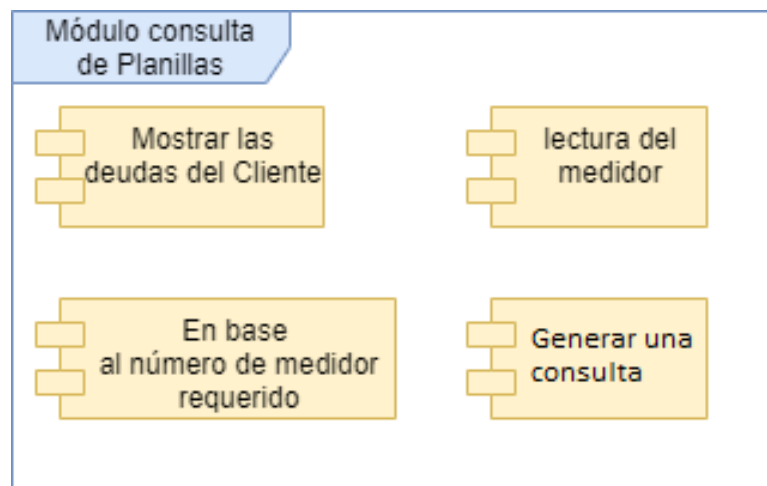 Módulo consulta
de Planillas
Mostrar las
deudas del Cliente
lectura del
medidor
En base
al número de medidor
requerido
Generar una
consulta